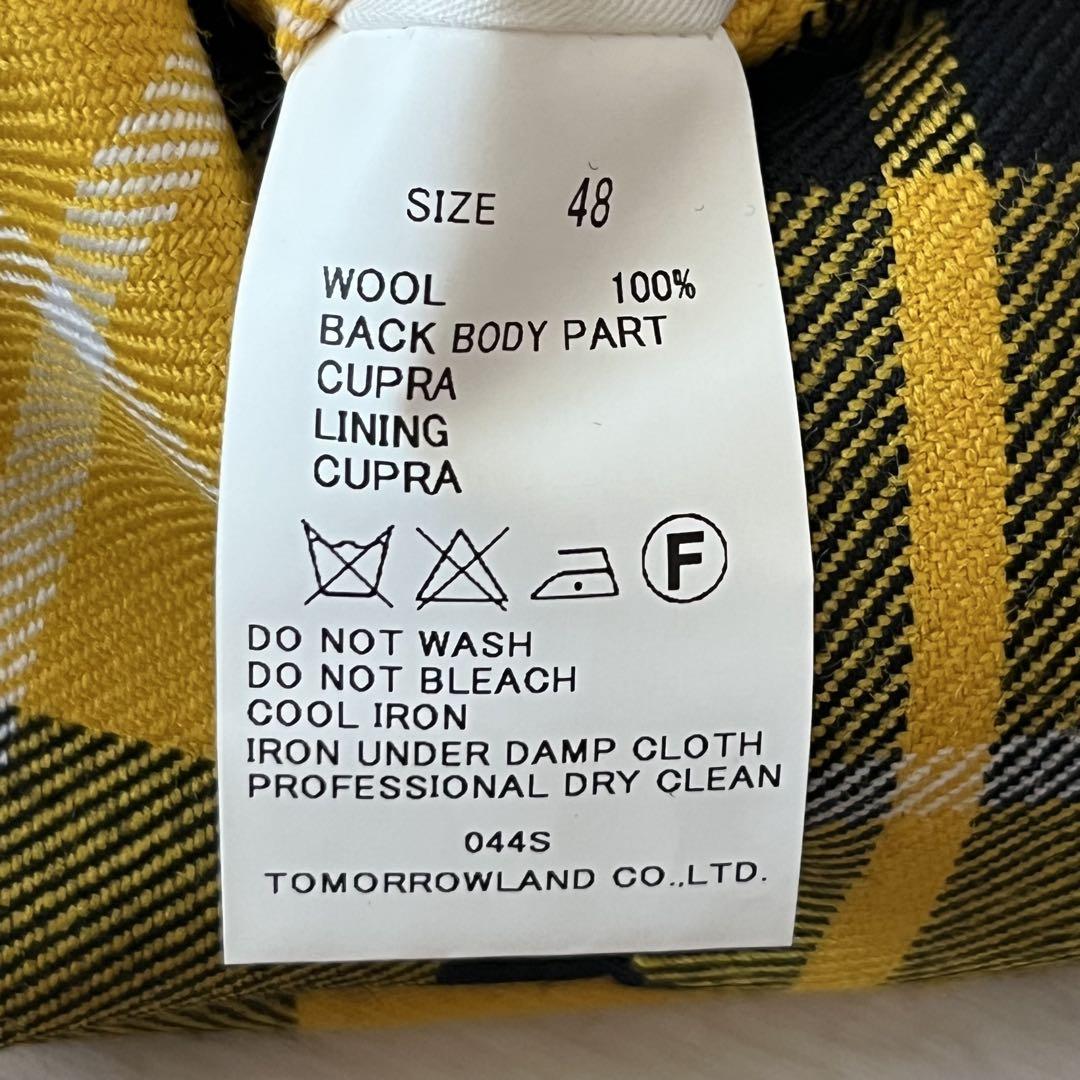 SIZE 48
WOOL 100%
BACK BODY PART
CUPRA
LINING
CUPRA
F
DO NOT WASH
DO NOT BLEACH
COOL IRON
IRON UNDER DAMP CLOTH
PROFESSIONAL DRY CLEAN
044S
TOMORROWLAND CO.,LTD.